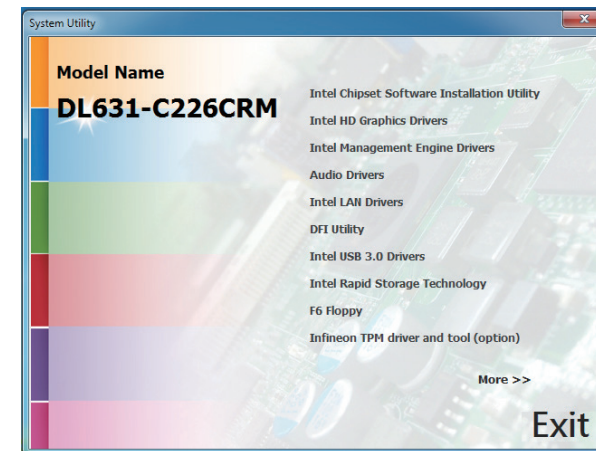 System Utility
Model Name
DL631-C226CRM
Intel Chipset Software Installation Utility
Intel HD Graphics Drivers
Intel Management Engine Drivers
Audio Drivers
Intel LAN Drivers
DFI Utility
Intel USB 3.0 Drivers
Intel Rapid Storage Technology
F6 Floppy
Infineon TPM driver and tool (option)
More >>
Exit